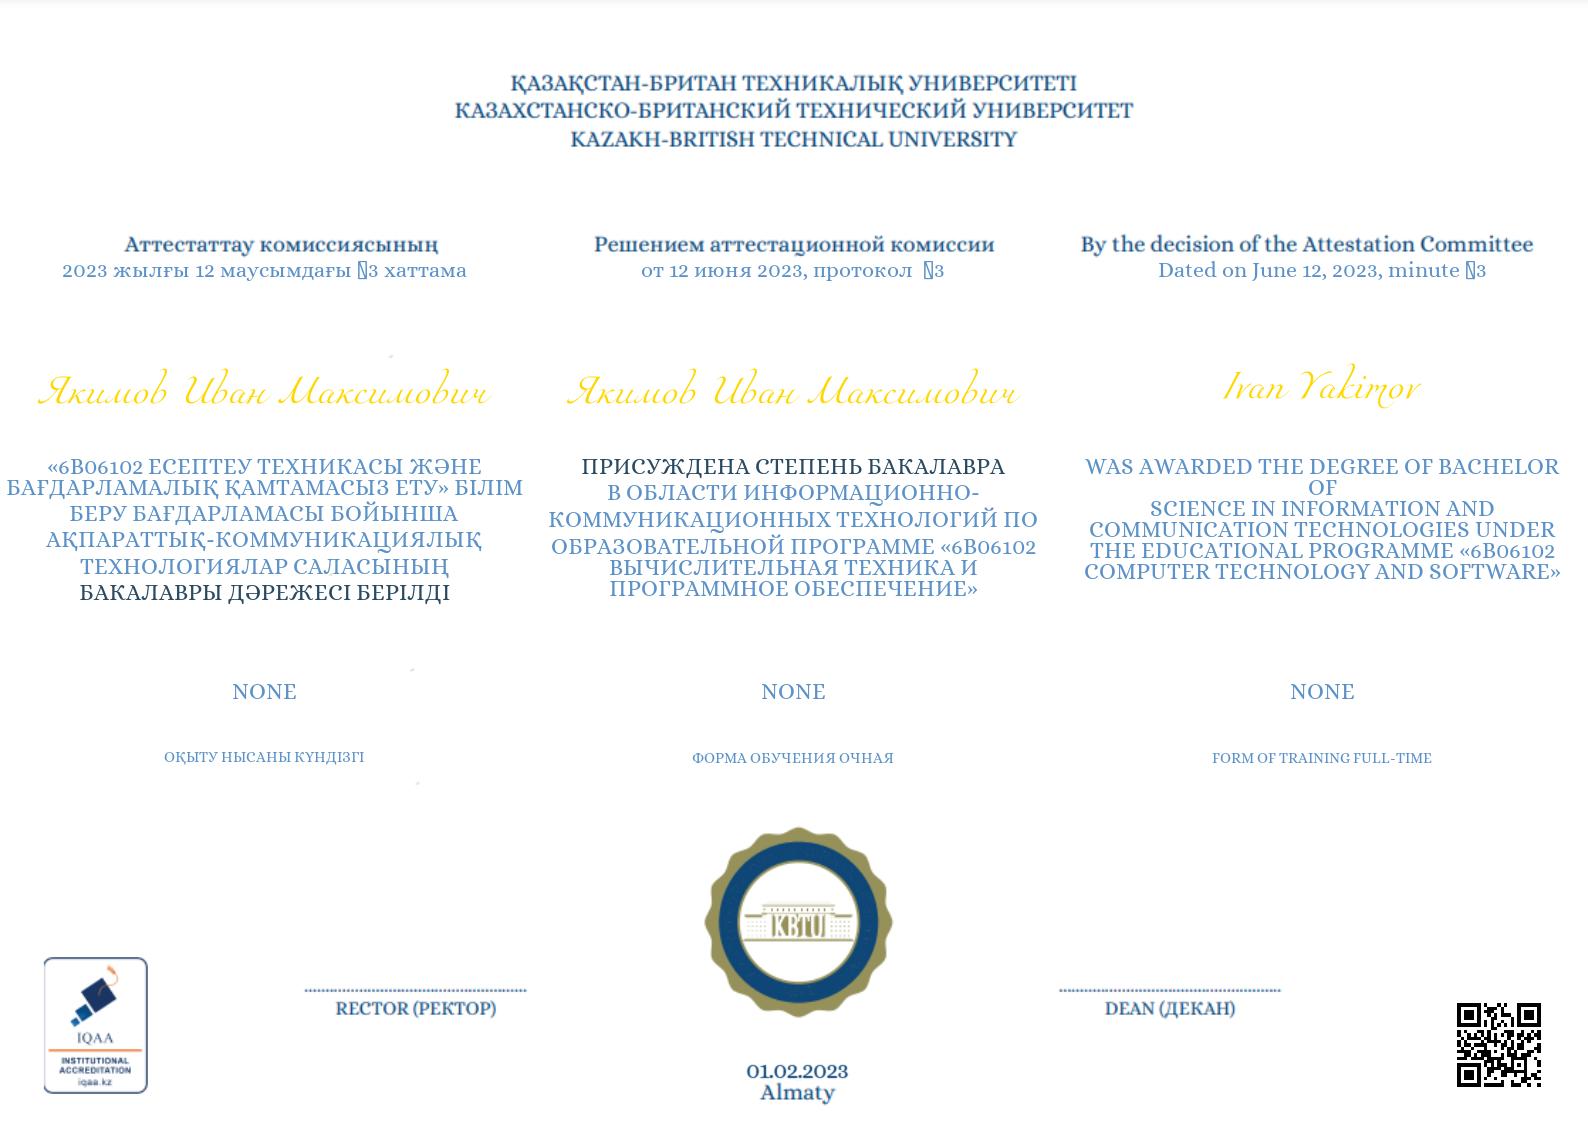 ҚАЗАҚСТАН-БРИТАН ТЕХНИКАЛЫҚ УНИВЕРСИТЕТІ
КАЗАХСТАНСКО-БРИТАНСКИЙ ТЕХНИЧЕСКИЙ УНИВЕРСИТЕТ
KAZAKH-BRITISH TECHNICAL UNIVERSITY
Аттестаттау комиссиясының
2023 жылғы 12 маусымдағы 3 хаттама
Якимов Иван Максимович
«6B06102 ЕСЕПТЕУ ТЕХНИКАСЫ ЖӘНЕ
БАҒДАРЛАМАЛЫҚ ҚАМТАМАСЫЗ ЕТУ» БІЛІМ
БЕРУ БАҒДАРЛАМАСЫ БОЙЫНША
АҚПАРАТТЫҚ-КОММУНИКАЦИЯЛЫҚ
ТЕХНОЛОГИЯЛАР САЛАСЫНЫҢ
БАКАЛАВРЫ ДӘРЕЖЕСІ БЕРІЛДІ
NONE
ОҚЫТУ НЫСАНЫ КҮНДІЗГІ
Решением аттестационной комиссии
от 12 июня 2023, протокол 3
Якимов Иван Максимович
ПРИСУЖДЕНА СТЕПЕНЬ БАКАЛАВРА
В ОБЛАСТИ ИНФОРМАЦИОННО-
КОММУНИКАЦИОННЫХ ТЕХНОЛОГИЙ ПО
ОБРАЗОВАТЕЛЬНОЙ ПРОГРАММЕ «6B06102
ВЫЧИСЛИТЕЛЬНАЯ ТЕХНИКА И
ПРОГРАММНОЕ ОБЕСПЕЧЕНИЕ»
NONE
ФОРМА ОБУЧЕНИЯ ОЧНАЯ
By the decision of the Attestation Committee
Dated on June 12, 2023, minute 3
Ivan Yakimov
WAS AWARDED THE DEGREE OF BACHELOR
OF
SCIENCE IN INFORMATION AND
COMMUNICATION TECHNOLOGIES UNDER
THE EDUCATIONAL PROGRAMME «6B06102
COMPUTER TECHNOLOGY AND SOFTWARE»
NONE
FORM OF TRAINING FULL-TIME
KBTU
IQAA
INSTITUTIONAL
ACCREDITATION
iqaa.kz
RECTOR (РЕКТОР)
DEAN (ДЕКАН)
01.02.2023
Almaty